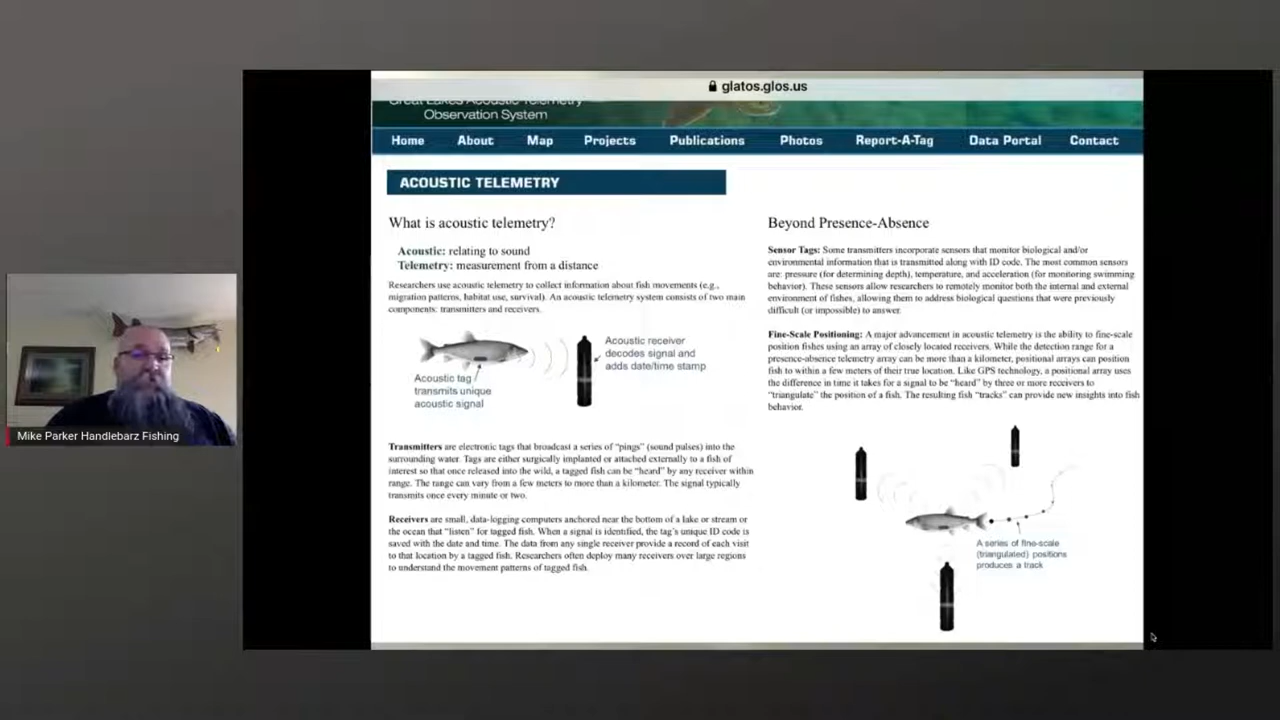 glatos.glos.us
Great Lakes Acoustic Telemetry
Observation System
Home About Map Projects Publications Photos Report-A-Tag Data Portal Contact
ACOUSTIC TELEMETRY
What is acoustic telemetry?
Acoustic: relating to sound
Telemetry: measurement from a distance
Researchers use acoustic telemetry to collect information about fish movements (e.g.,
migration patterns, habitat use, survival). An acoustic telemetry system consists of two main
components: transmitters and receivers.
Acoustic receiver
decodes signal and
adds date/time stamp
Acoustic tag
transmits unique
acoustic signal
Transmitters are electronic tags that broadcast a series of "pings" (sound pulses) into the
surrounding water. Tags are either surgically implanted or attached externally to a fish of
interest so that once released into the wild, a tagged fish can be "heard" by any receiver within
range. The range can vary from a few meters to more than a kilometer. The signal typically
transmits once every minute or two.
Receivers are small, data-logging computers anchored near the bottom of a lake or stream or
the ocean that "listen" for tagged fish. When a signal is identified, the tag's unique ID code is
saved with the date and time. The data from any single receiver provide a record of each visit
to that location by a tagged fish. Researchers often deploy many receivers over large regions
to understand the movement patterns of tagged fish.
Beyond Presence-Absence
Sensor Tags: Some transmitters incorporate sensors that monitor biological and/or
environmental information that is transmitted along with ID code. The most common sensors
are: pressure (for determining depth), temperature, and acceleration (for monitoring swimming
behavior). These sensors allow researchers to remotely monitor both the internal and external
environment of fishes, allowing them to address biological questions that were previously
difficult (or impossible) to answer.
Fine-Scale Positioning: A major advancement in acoustic telemetry is the ability to fine-scale
position fishes using an array of closely located receivers. While the detection range for a
presence-absence telemetry array can be more than a kilometer, positional arrays can position
fish to within a few meters of their true location. Like GPS technology, a positional array uses
the difference in time it takes for a signal to be "heard" by three or more receivers to
"triangulate" the position of a fish. The resulting fish "tracks" can provide new insights into fish
behavior.
A series of fine-scale
(triangulated) positions
produces a track
Mike Parker Handlebarz Fishing